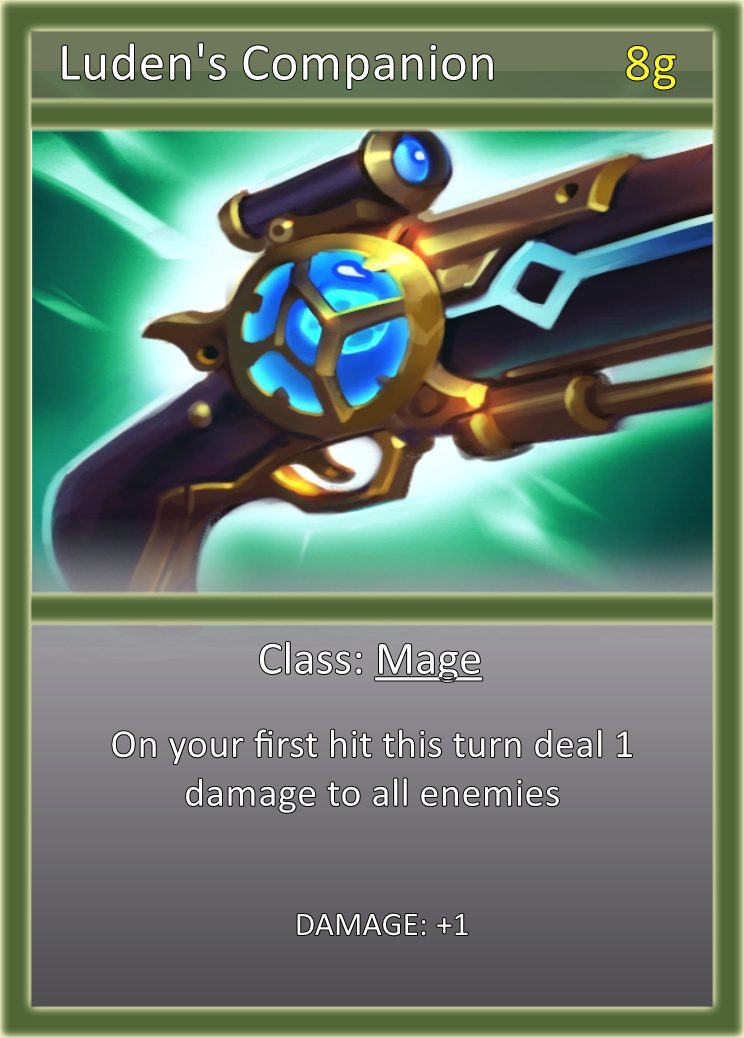 Luden's Companion 8g
Class: Mage
On your first hit this turn deal 1
damage to all enemies
DAMAGE: +1